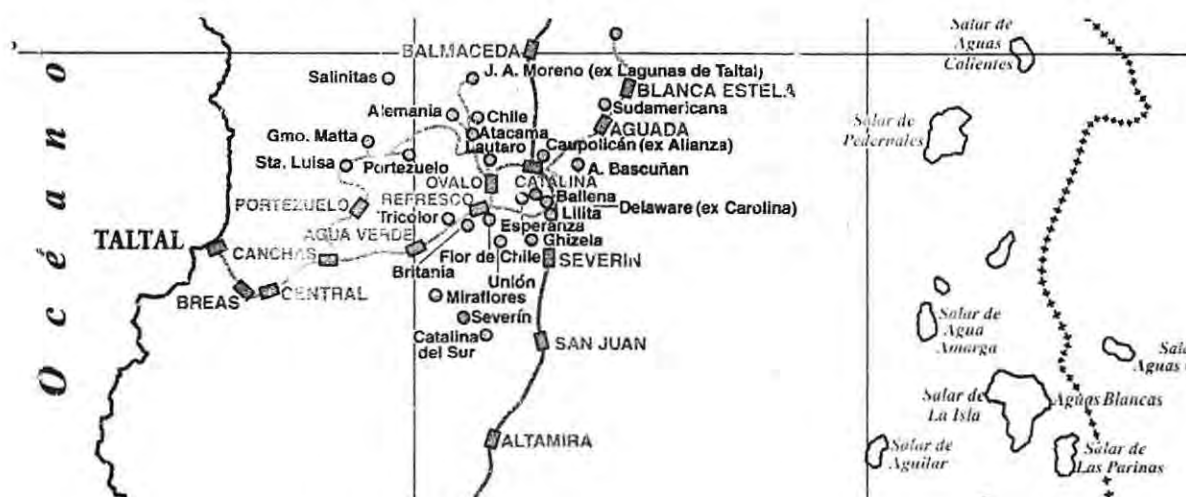 Salar de
Aguas
Calientes
BALMACEDA
Salinitas
J. A. Moreno (ex Lagunas de Taltal)
BLANCA ESTELA
Sudamericana
Alemania
Chile
Atacama
AGUADA
Salar de
Pedernales
Gmo. Matta
Lautaro
Caupolicán (ex Alianza)
Sta. Luisa
Portezuelo
A. Bascuñan
OVALO
CATALINA
Ballena
PORTEZUELO
REFRESCO
Delaware (ex Carolina)
Lilita
Tricolor
Esperanza
TALTAL
AGUA VERDE
Ghizela
CANCHAS
Flor de Chile
SEVERIN
Britania
Unión
BREAS
CENTRAL
Miraflores
Severín
Salar de
Agua
Amarga
Catalina
del Sur
SAN JUAN
Aguas
Salar de
La Isla
Aguas Blancas
ALTAMIRA
Salar de
Aguilar
Salar de
Las Parinas
Océano